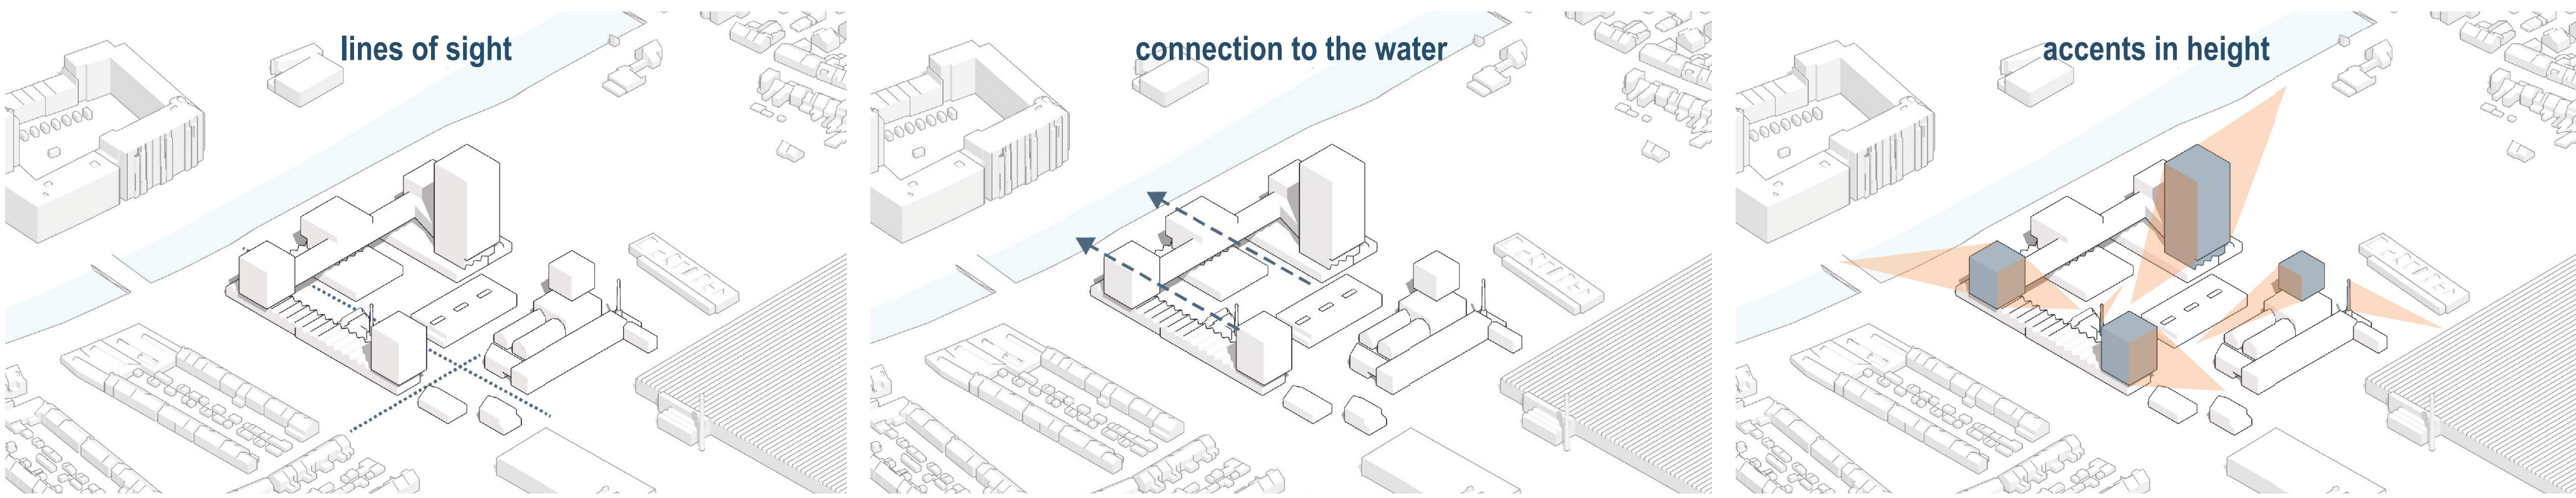 lines of sight
connection to the water
accents in height